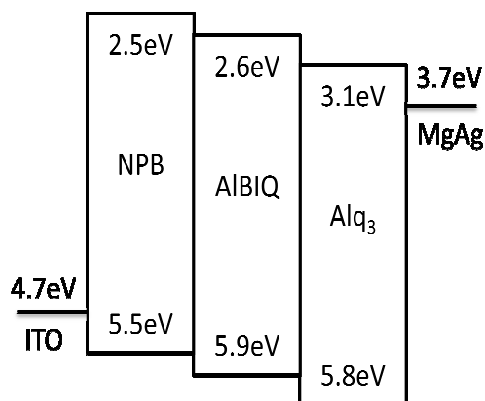 2.5eV
NPB
5.5eV
2.6eV
AlBIQ
5.9eV
3.1eV
Alq₃
5.8eV
3.7eV
MgAg
4.7eV
ITO